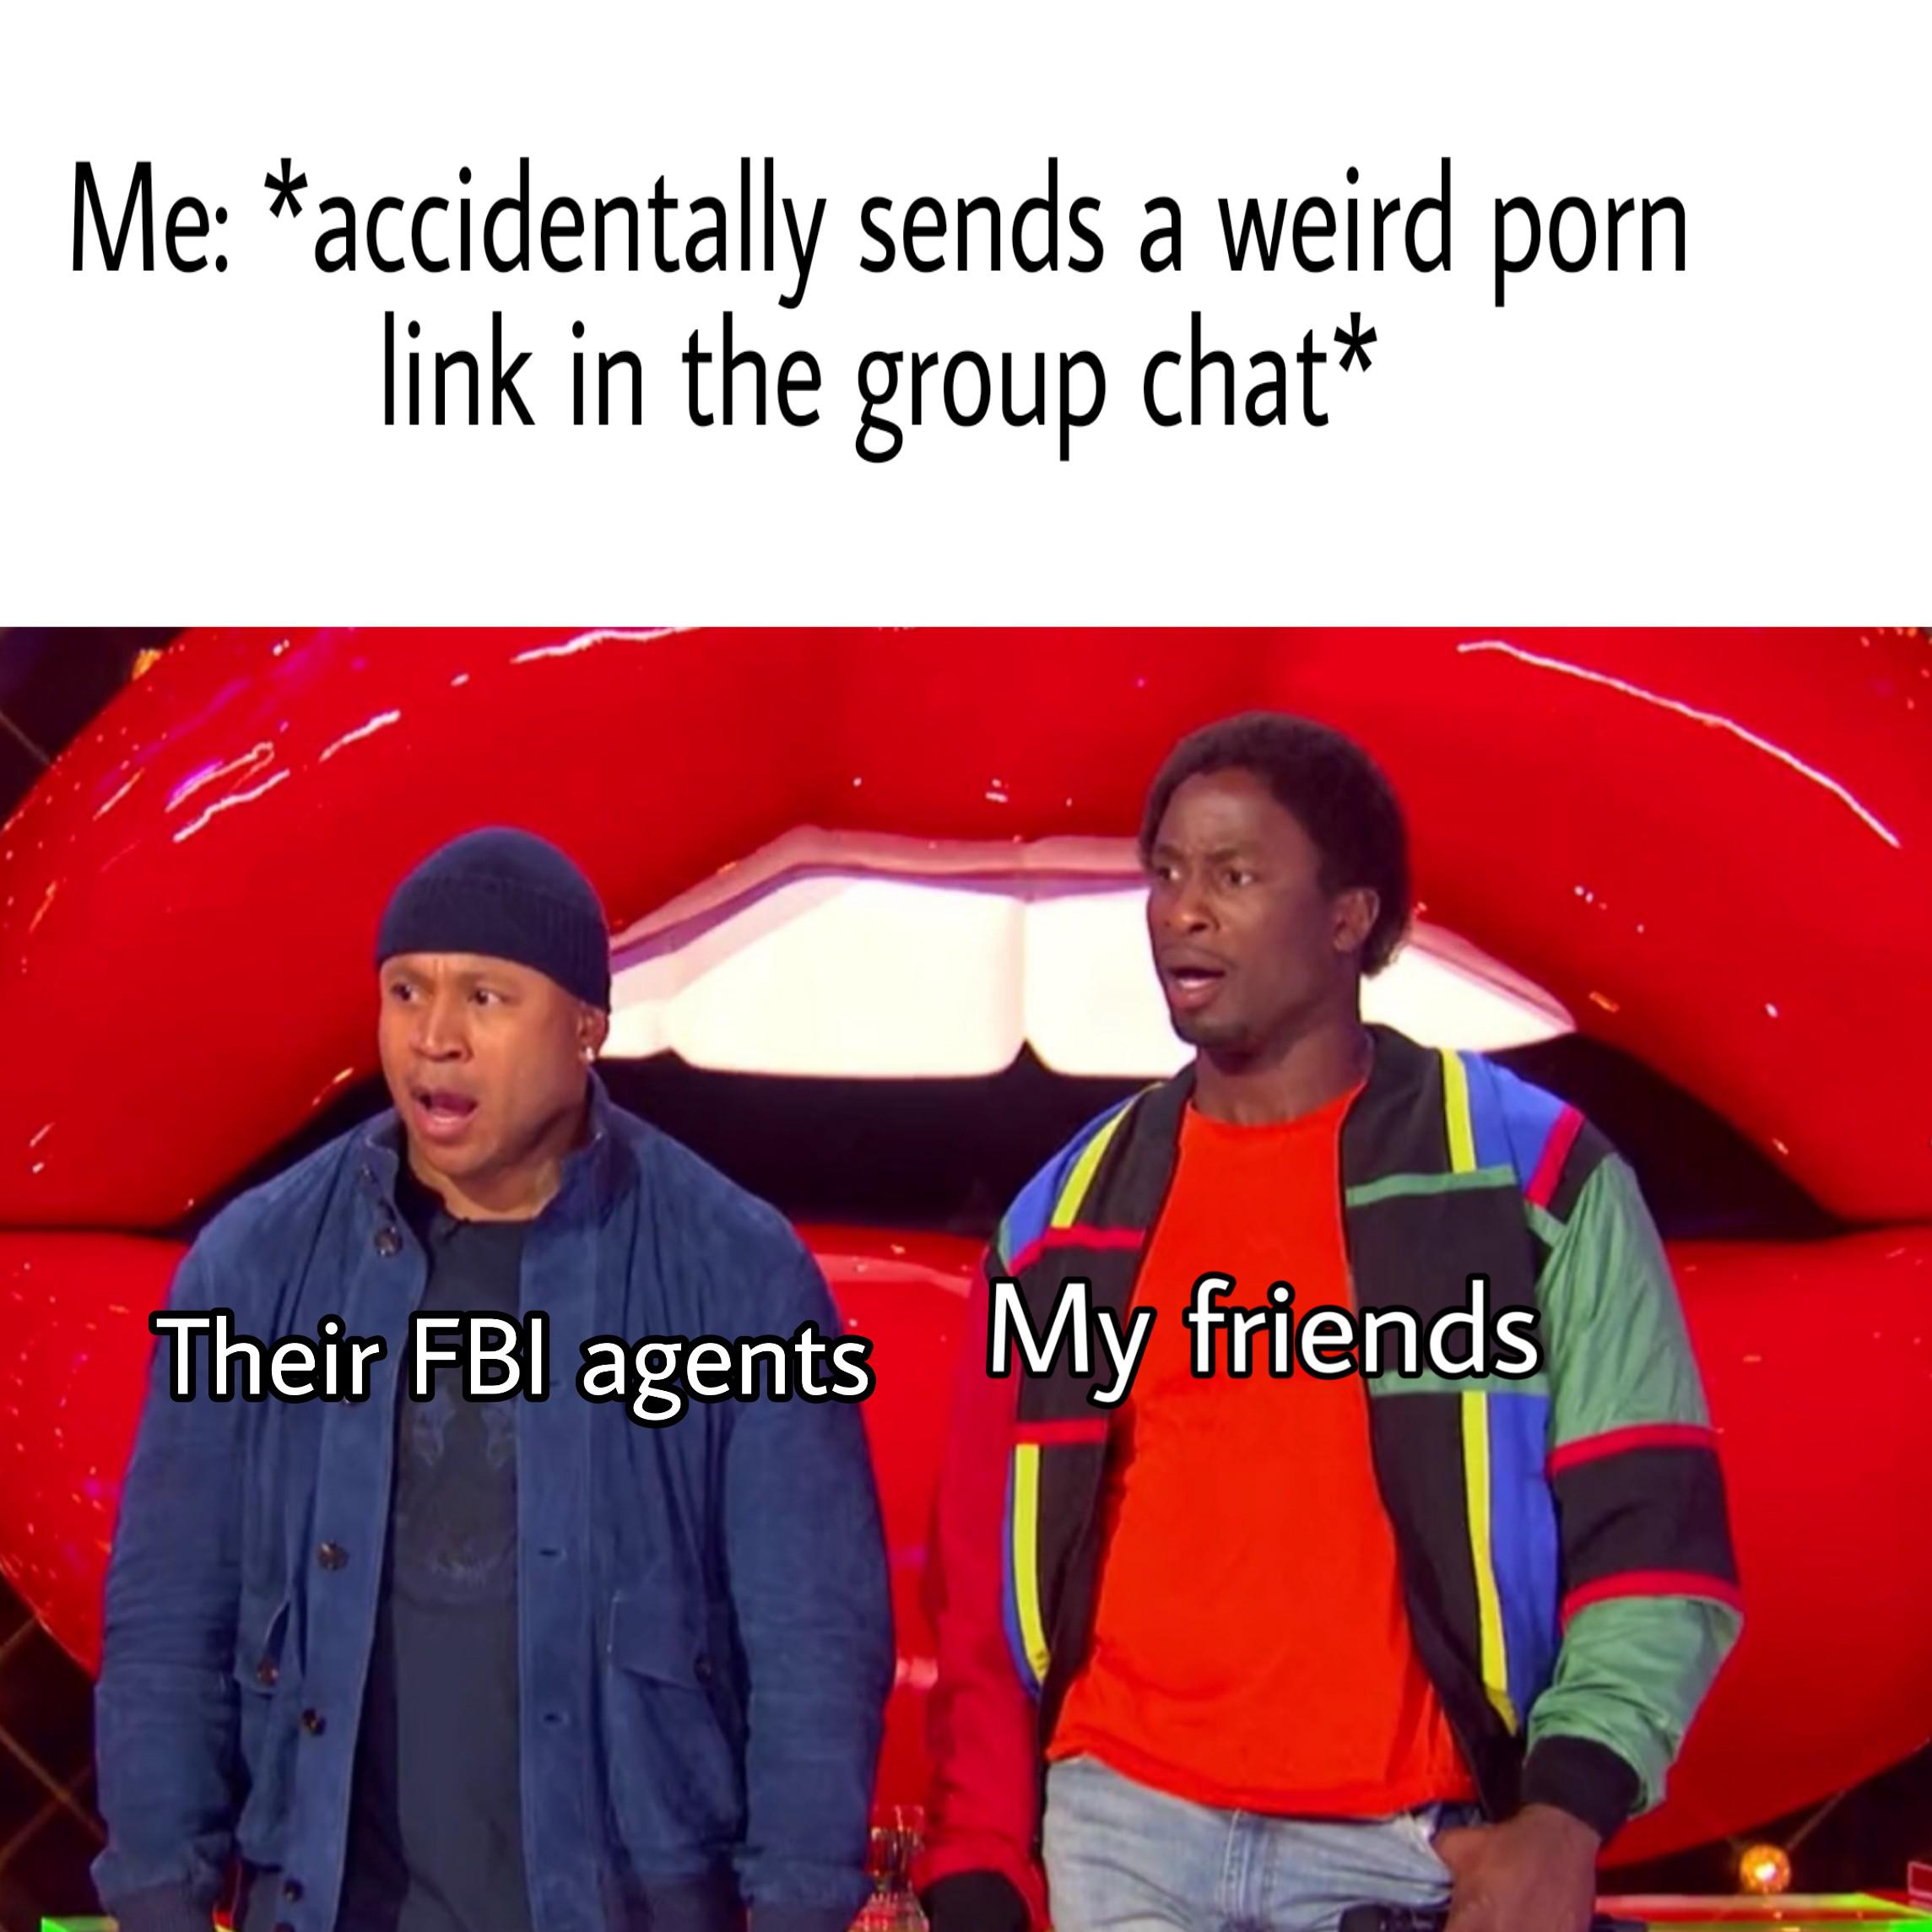 Me: *accidentally sends a weird porn
link in the group chat*
Their FBI agents
My friends